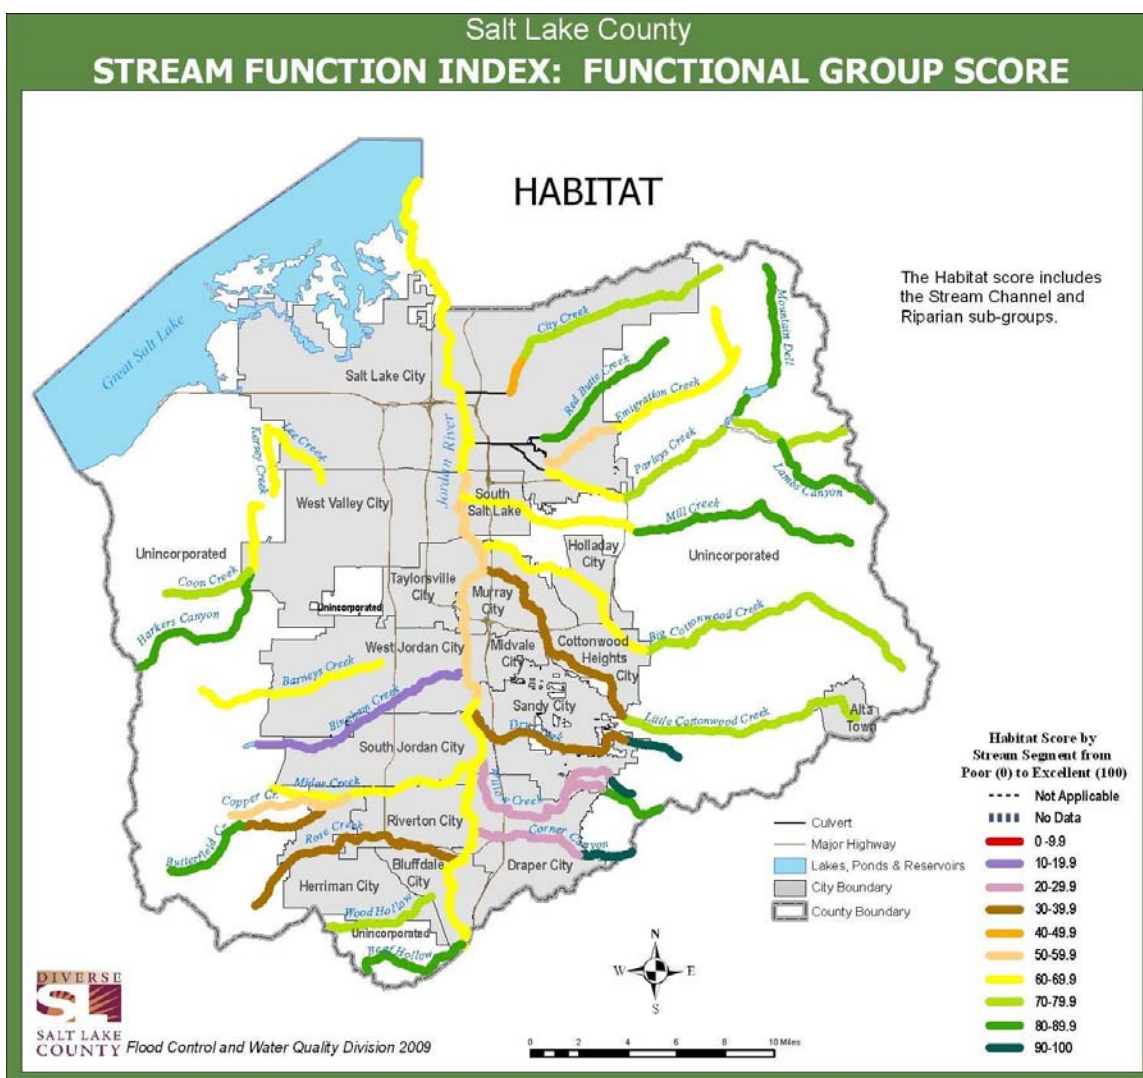 Salt Lake County
STREAM FUNCTION INDEX: FUNCTIONAL GROUP SCORE
HABITAT
The Habitat score includes
the Stream Channel and
Riparian sub-groups.
Great Salt Lake
City Creek
Mountain Dell
Salt Lake City
Red Butte Creek
Emigration Creek
Jordan River
Lee Creek
Kersey Creek
Parleys Creek
Lambs Canyon
West Valley City
South
Salt Lake
Mill Creek
Unincorporated
Holladay
City
Unincorporated
Coon Creek
Taylorsville
City
Murray
City
Unincorporated
Harkers Canyon
Big Cottonwood Creek
West Jordan City
Midvale
City
Cottonwood
Heights
City
Barneys Creek
Bingham Creek
Sandy City
Little Cottonwood Creek
Alta
Town
South Jordan City
Dry Creek
Midas Creek
Willow Creek
Copper Cr.
Riverton City
Corner Canyon
Rose Creek
Butterfield Cr.
Bluffdale
City
Draper City
Herriman City
Wood Hollow
Unincorporated
Beef Hollow
Culvert
Major Highway
Lakes, Ponds & Reservoirs
City Boundary
County Boundary
Habitat Score by
Stream Segment from
Poor (0) to Excellent (100)
Not Applicable
No Data
0-9.9
10-19.9
20-29.9
30-39.9
40-49.9
50-59.9
60-69.9
70-79.9
80-89.9
90-100
N
W E
S
0 2 4 6 8 10 Miles
DIVERSE
SL
SALT LAKE
COUNTY
Flood Control and Water Quality Division 2009